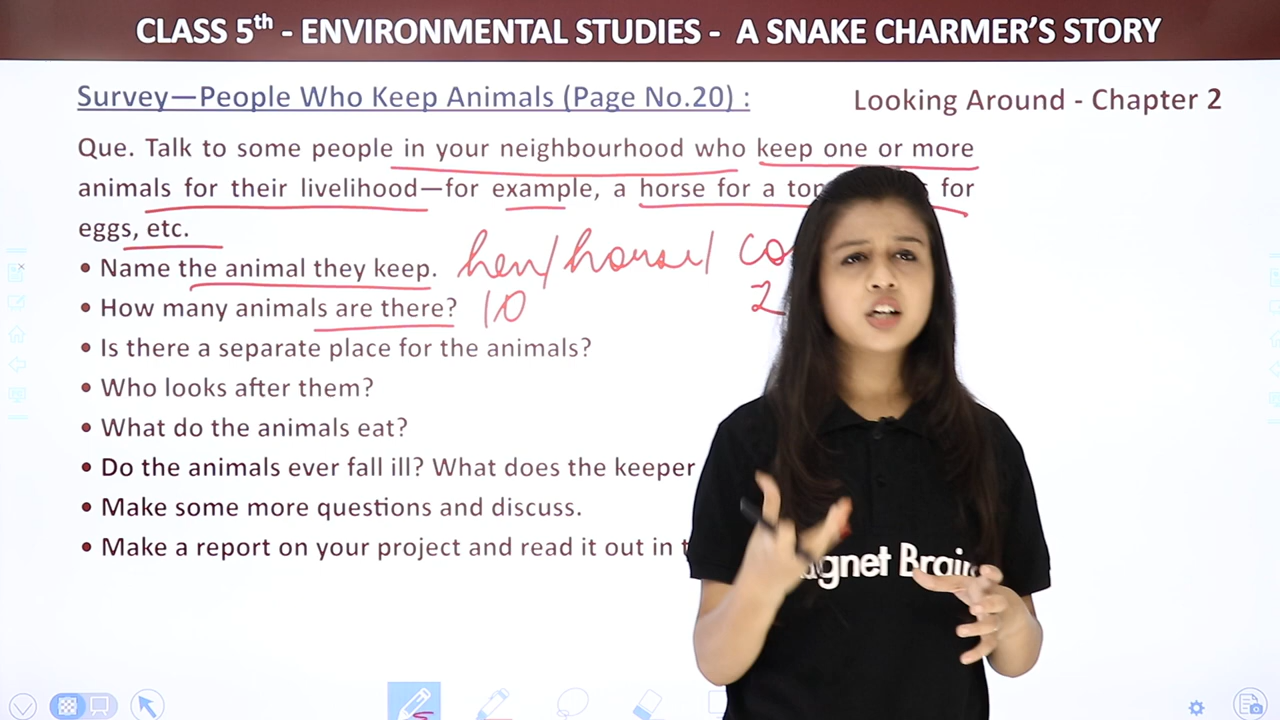 CLASS 5th - ENVIRONMENTAL STUDIES - A SNAKE CHARMER'S STORY
Survey—People Who Keep Animals (Page No.20) :
Looking Around - Chapter 2
Que. Talk to some people in your neighbourhood who keep one or more
animals for their livelihood—for example, a horse for a for
eggs, etc.
• Name the animal they keep. hen/ /
• How many animals are there? 10 2
• Is there a separate place for the animals?
• Who looks after them?
• What do the animals eat?
• Do the animals ever fall ill? What does the keeper
• Make some more questions and discuss.
• Make a report on your project and read it out in